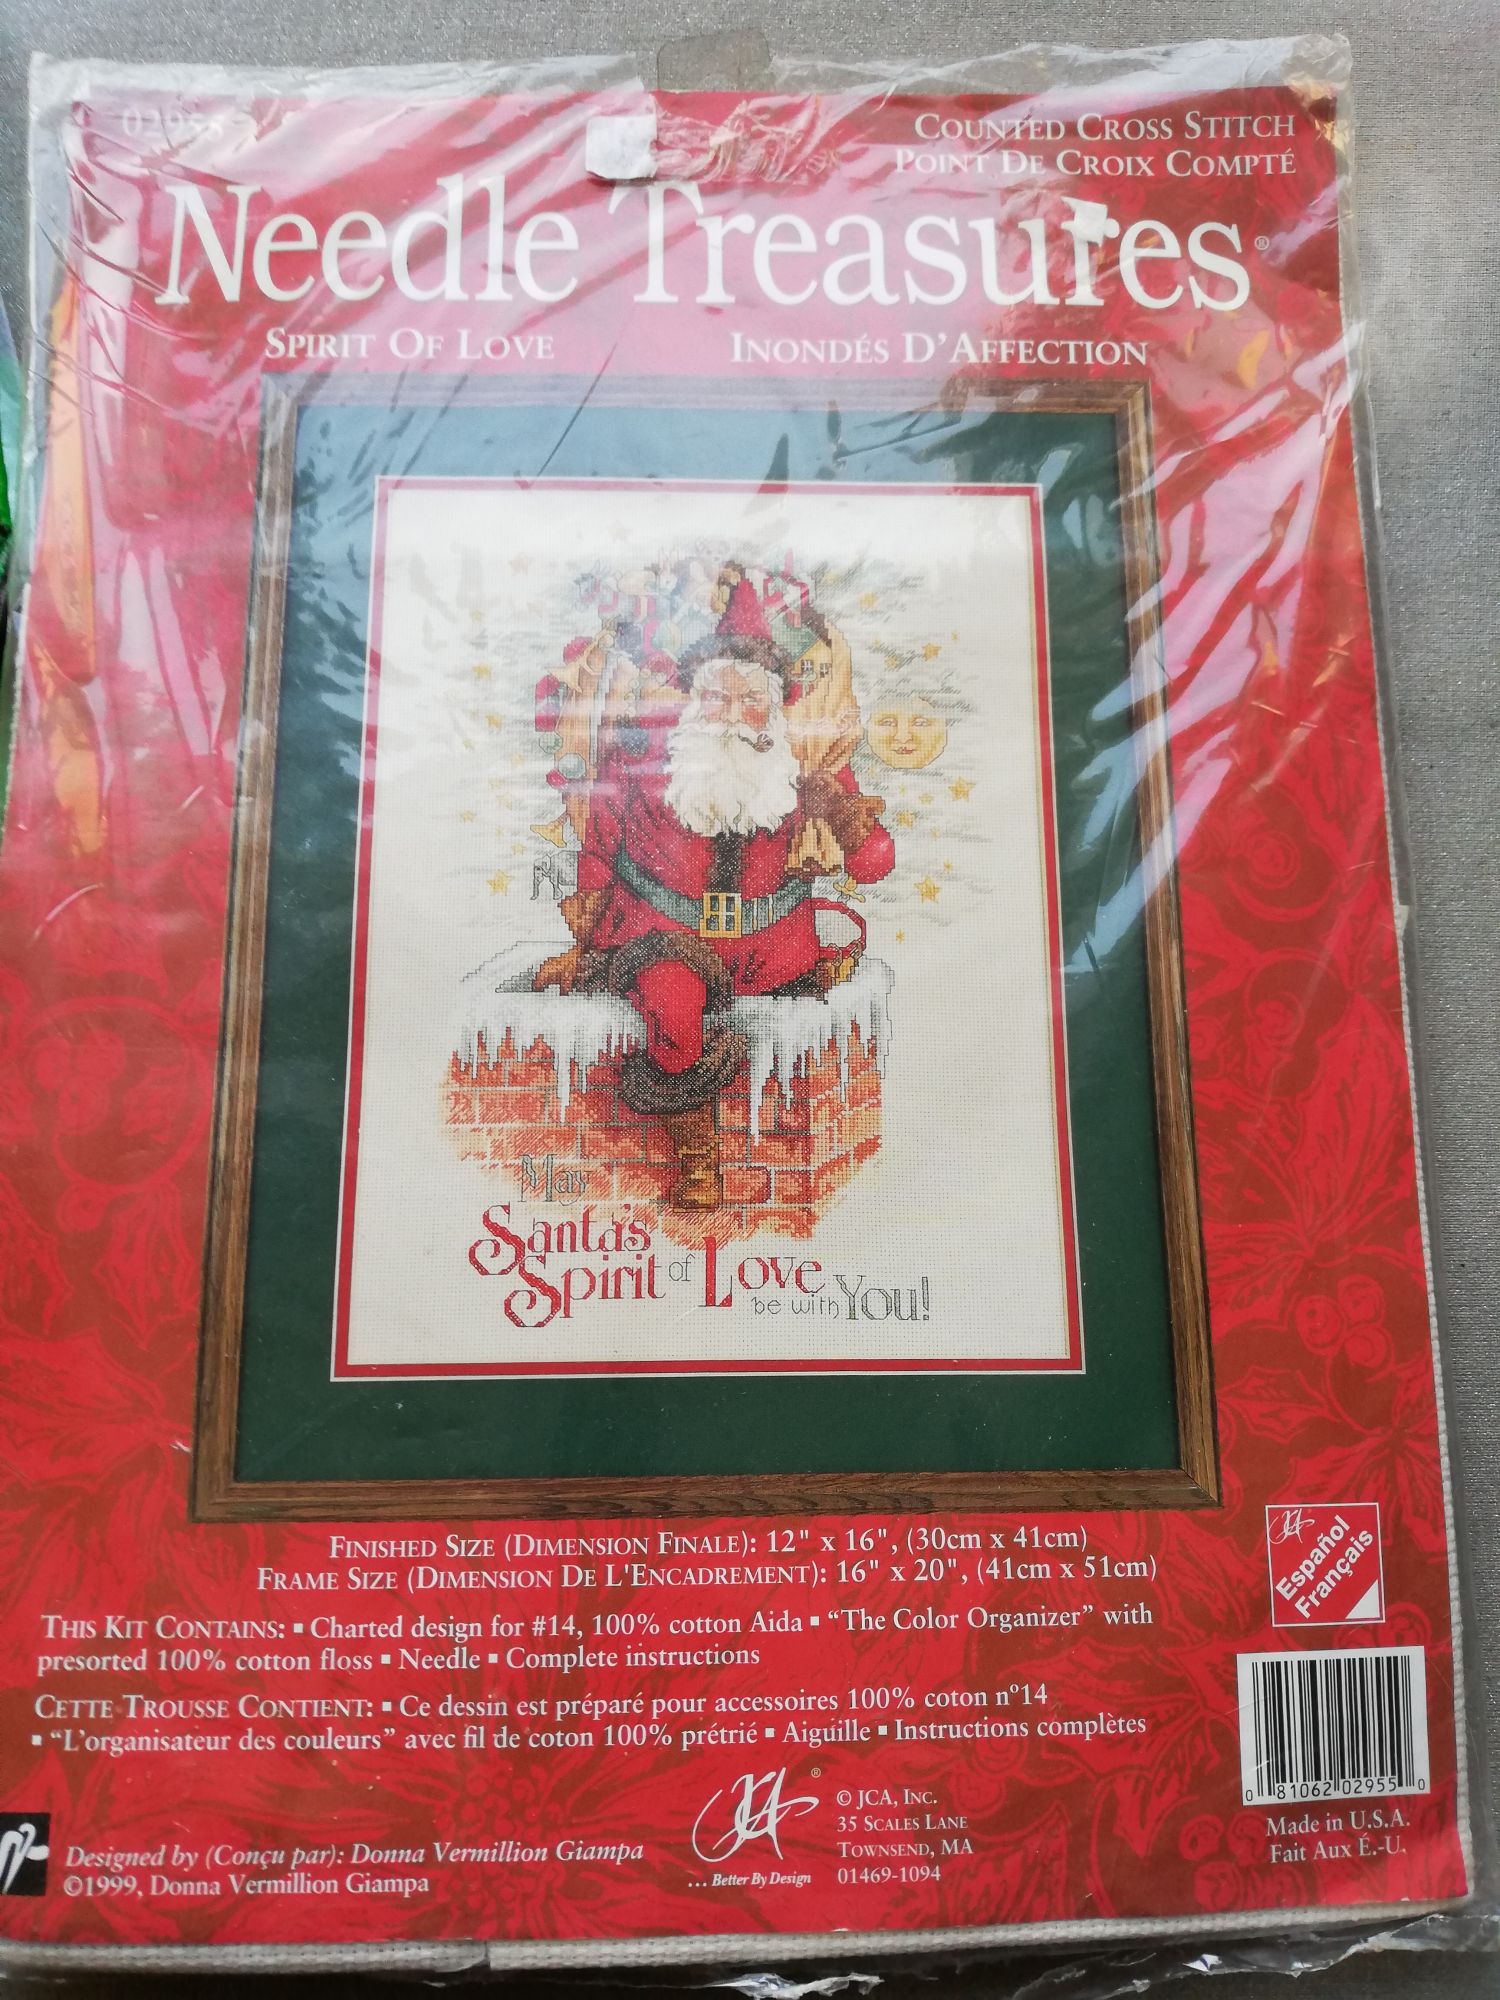 02955
COUNTED CROSS STITCH
POINT DE CROIX COMPTÉ
Needle Treasures®
SPIRIT OF LOVE
INONDÉS D'AFFECTION
May
Santa's
Spirit of Love
be with You!
FINISHED SIZE (DIMENSION FINALE): 12" x 16", (30cm x 41cm)
FRAME SIZE (DIMENSION DE L'ENCADREMENT): 16" x 20", (41cm x 51cm)
Español
Français
THIS KIT CONTAINS: ▪ Charted design for #14, 100% cotton Aida ▪ “The Color Organizer” with
presorted 100% cotton floss ▪ Needle ▪ Complete instructions
CETTE TROUSSE CONTIENT: ▪ Ce dessin est préparé pour accessoires 100% coton nº14
▪ “L'organisateur des couleurs” avec fil de coton 100% prétrié ▪ Aiguille ▪ Instructions complètes
0 81062 02955 0
Made in U.S.A.
Fait Aux É.-U.
Designed by (Conçu par): Donna Vermillion Giampa
©1999, Donna Vermillion Giampa
JCA®
... Better By Design
© JCA, INC.
35 SCALES LANE
TOWNSEND, MA
01469-1094